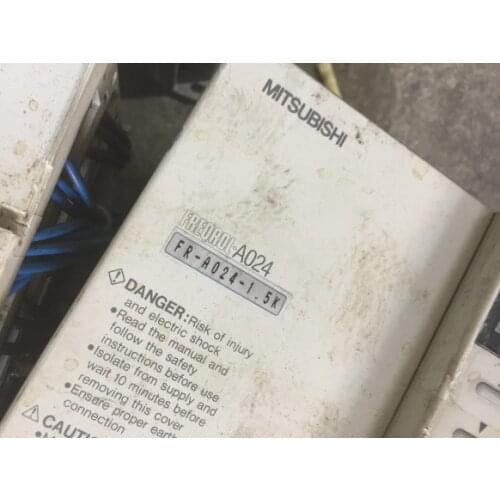 MITSUBISHI
FREQROL-A024
FR-A024-1.5K
DANGER: Risk of injury
and electric shock
•Read the manual and
follow the safety
instructions before use
•Isolate from supply and
wait 10 minutes before
removing this cover
•Ensure proper earth
connection
CAUTI